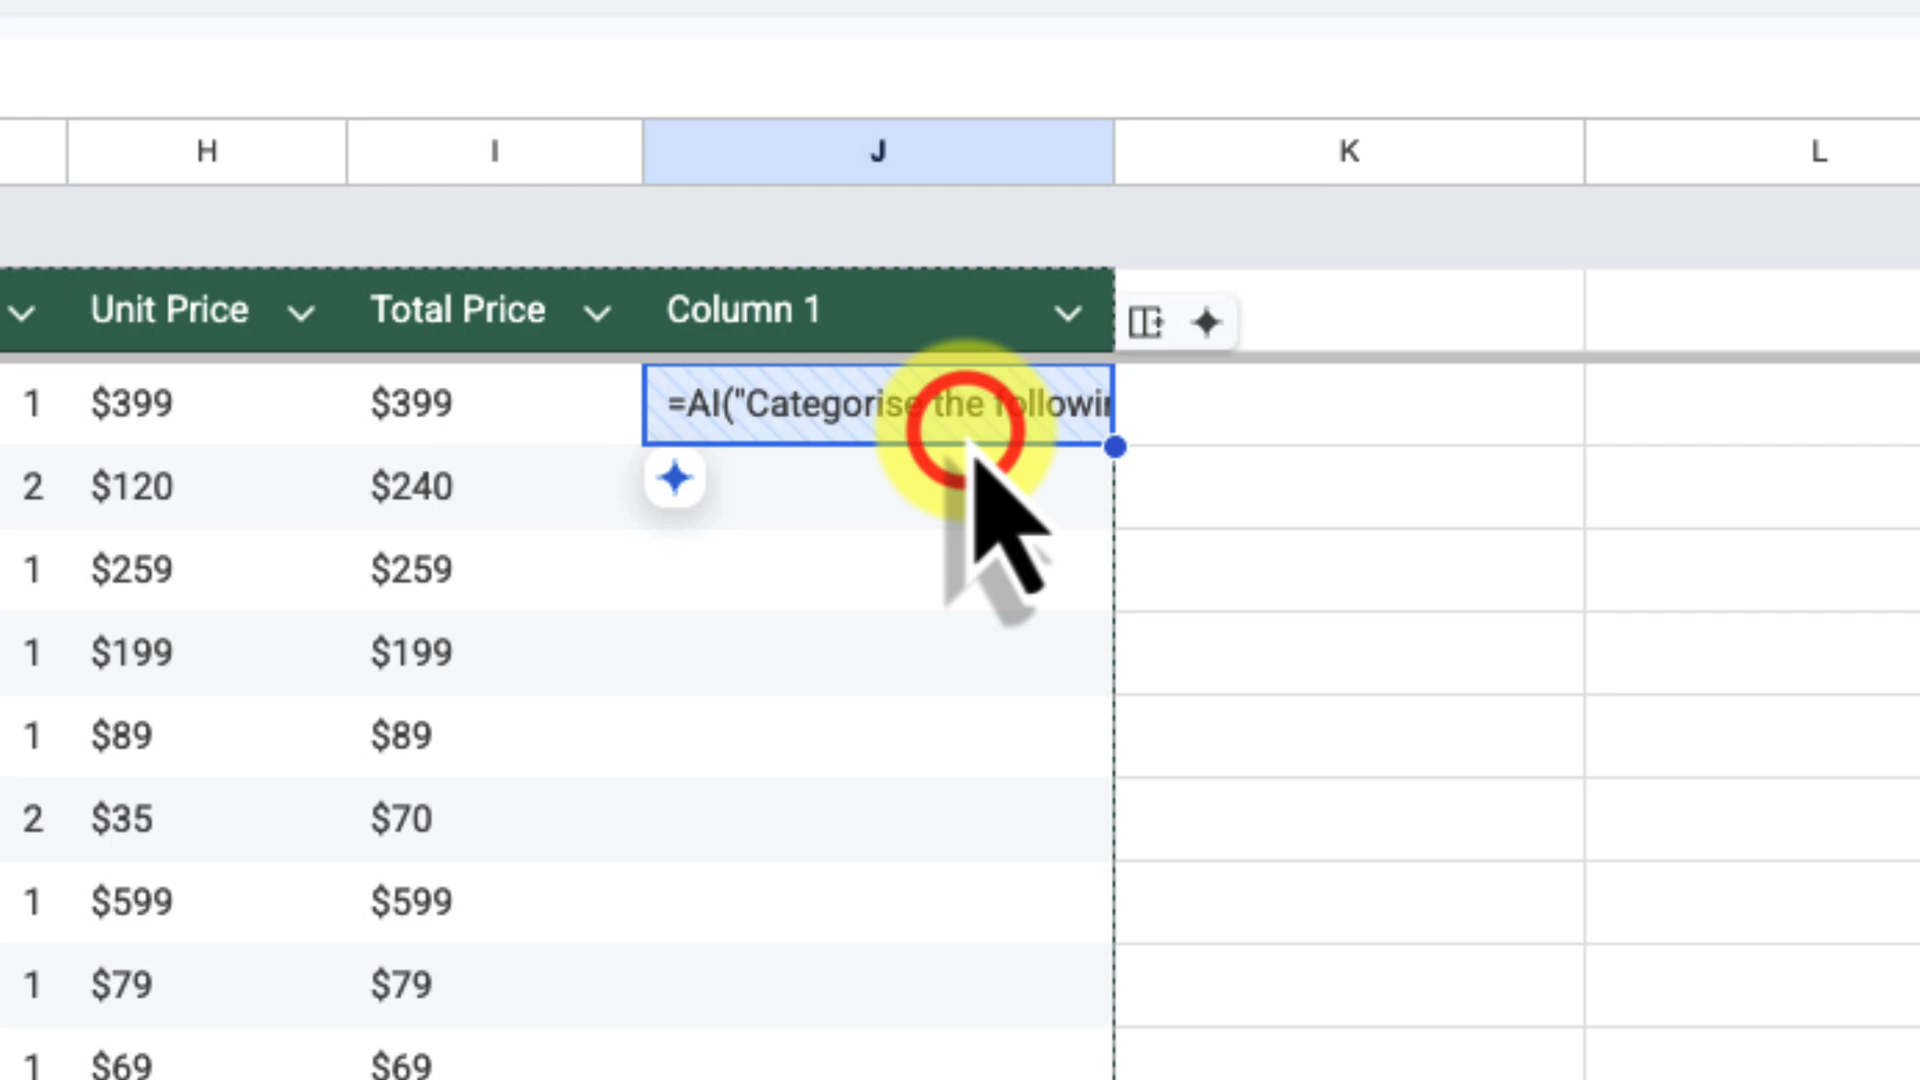 H I J K L
Unit Price Total Price Column 1
1 $399 $399 =AI("Categorise the followin
2 $120 $240
1 $259 $259
1 $199 $199
1 $89 $89
2 $35 $70
1 $599 $599
1 $79 $79
1 $69 $69